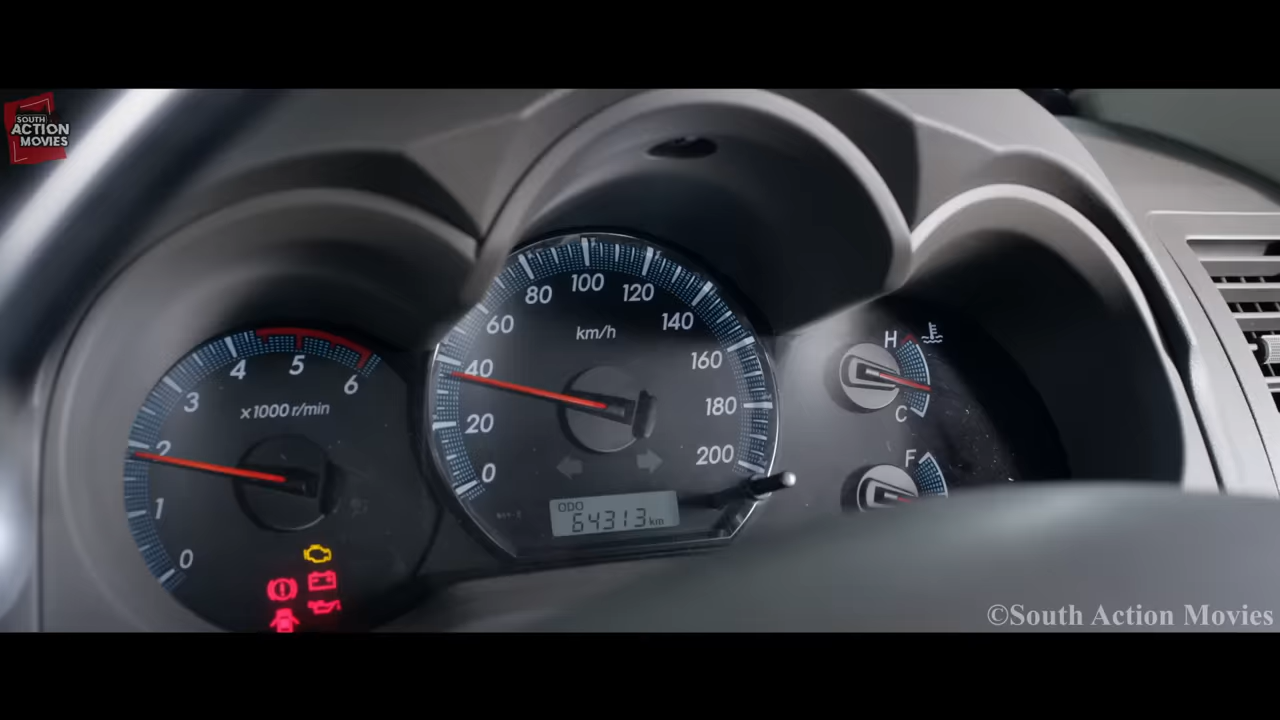 SOUTH
ACTION
MOVIES
0
1
2
3
4
5
6
x1000 r/min
0
20
40
60
80
100
120
140
160
180
200
km/h
ODO
64313 km
H
C
F
©South Action Movies